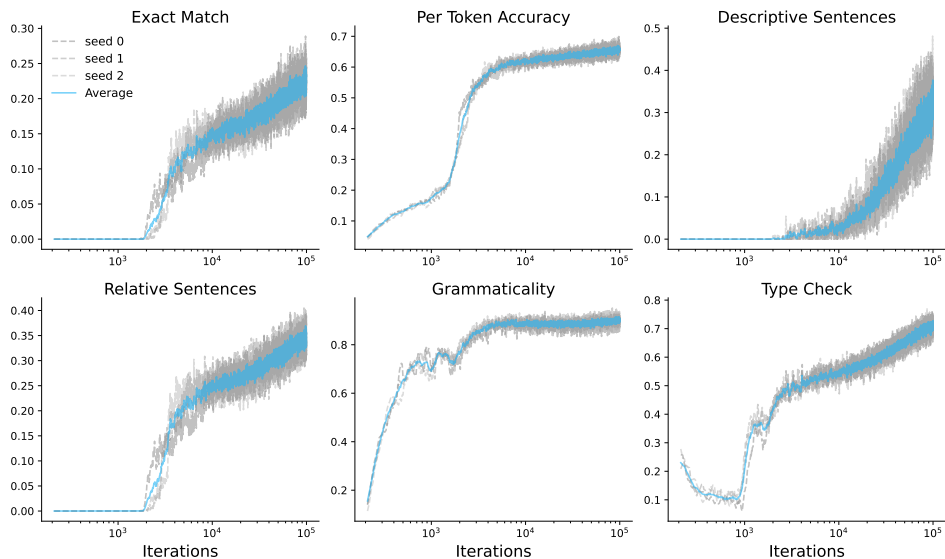 Exact Match
0.30
0.25
0.20
0.15
0.10
0.05
0.00
seed 0
seed 1
seed 2
Average
10³ 10⁴ 10⁵
Per Token Accuracy
0.7
0.6
0.5
0.4
0.3
0.2
0.1
10³ 10⁴ 10⁵
Descriptive Sentences
0.5
0.4
0.3
0.2
0.1
0.0
10³ 10⁴ 10⁵
Relative Sentences
0.40
0.35
0.30
0.25
0.20
0.15
0.10
0.05
0.00
10³ 10⁴ 10⁵
Iterations
Grammaticality
0.8
0.6
0.4
0.2
10³ 10⁴ 10⁵
Iterations
Type Check
0.8
0.7
0.6
0.5
0.4
0.3
0.2
0.1
10³ 10⁴ 10⁵
Iterations